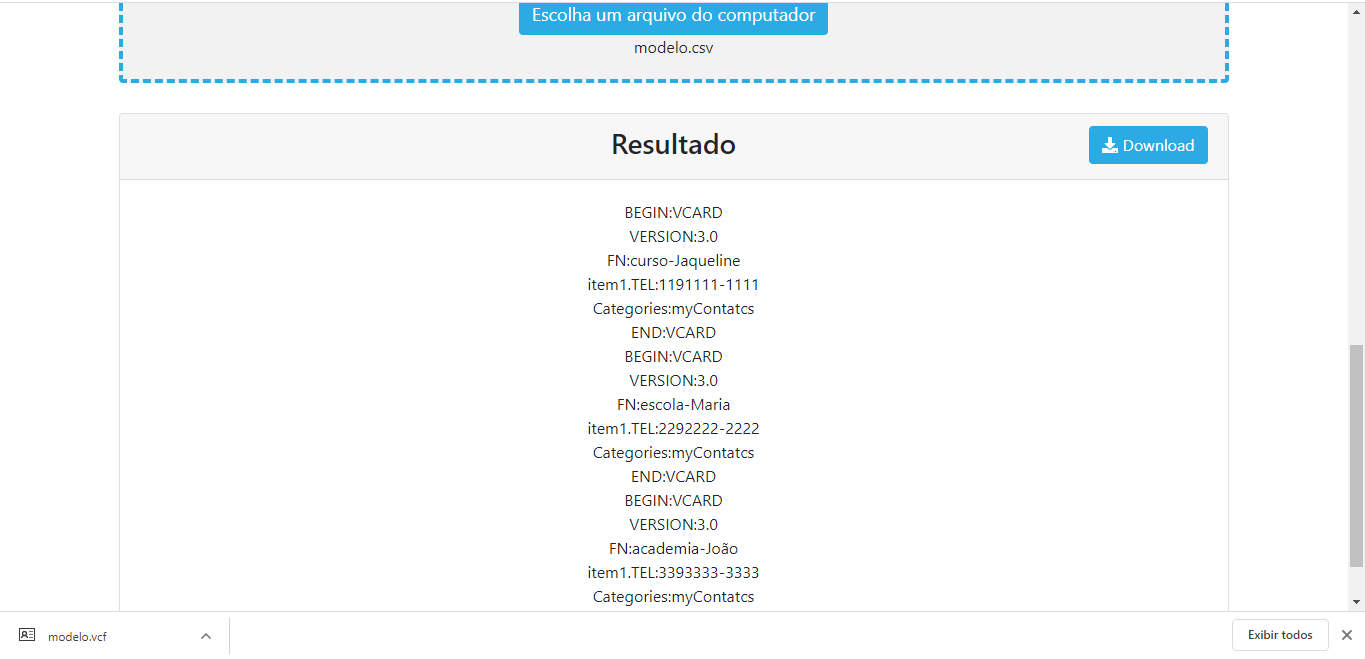 Escolha um arquivo do computador
modelo.csv
Resultado
Download
BEGIN:VCARD
VERSION:3.0
FN:curso-Jaqueline
item1.TEL:1191111-1111
Categories:myContatcs
END:VCARD
BEGIN:VCARD
VERSION:3.0
FN:escola-Maria
item1.TEL:2292222-2222
Categories:myContatcs
END:VCARD
BEGIN:VCARD
VERSION:3.0
FN:academia-João
item1.TEL:3393333-3333
Categories:myContatcs
modelo.vcf
Exibir todos